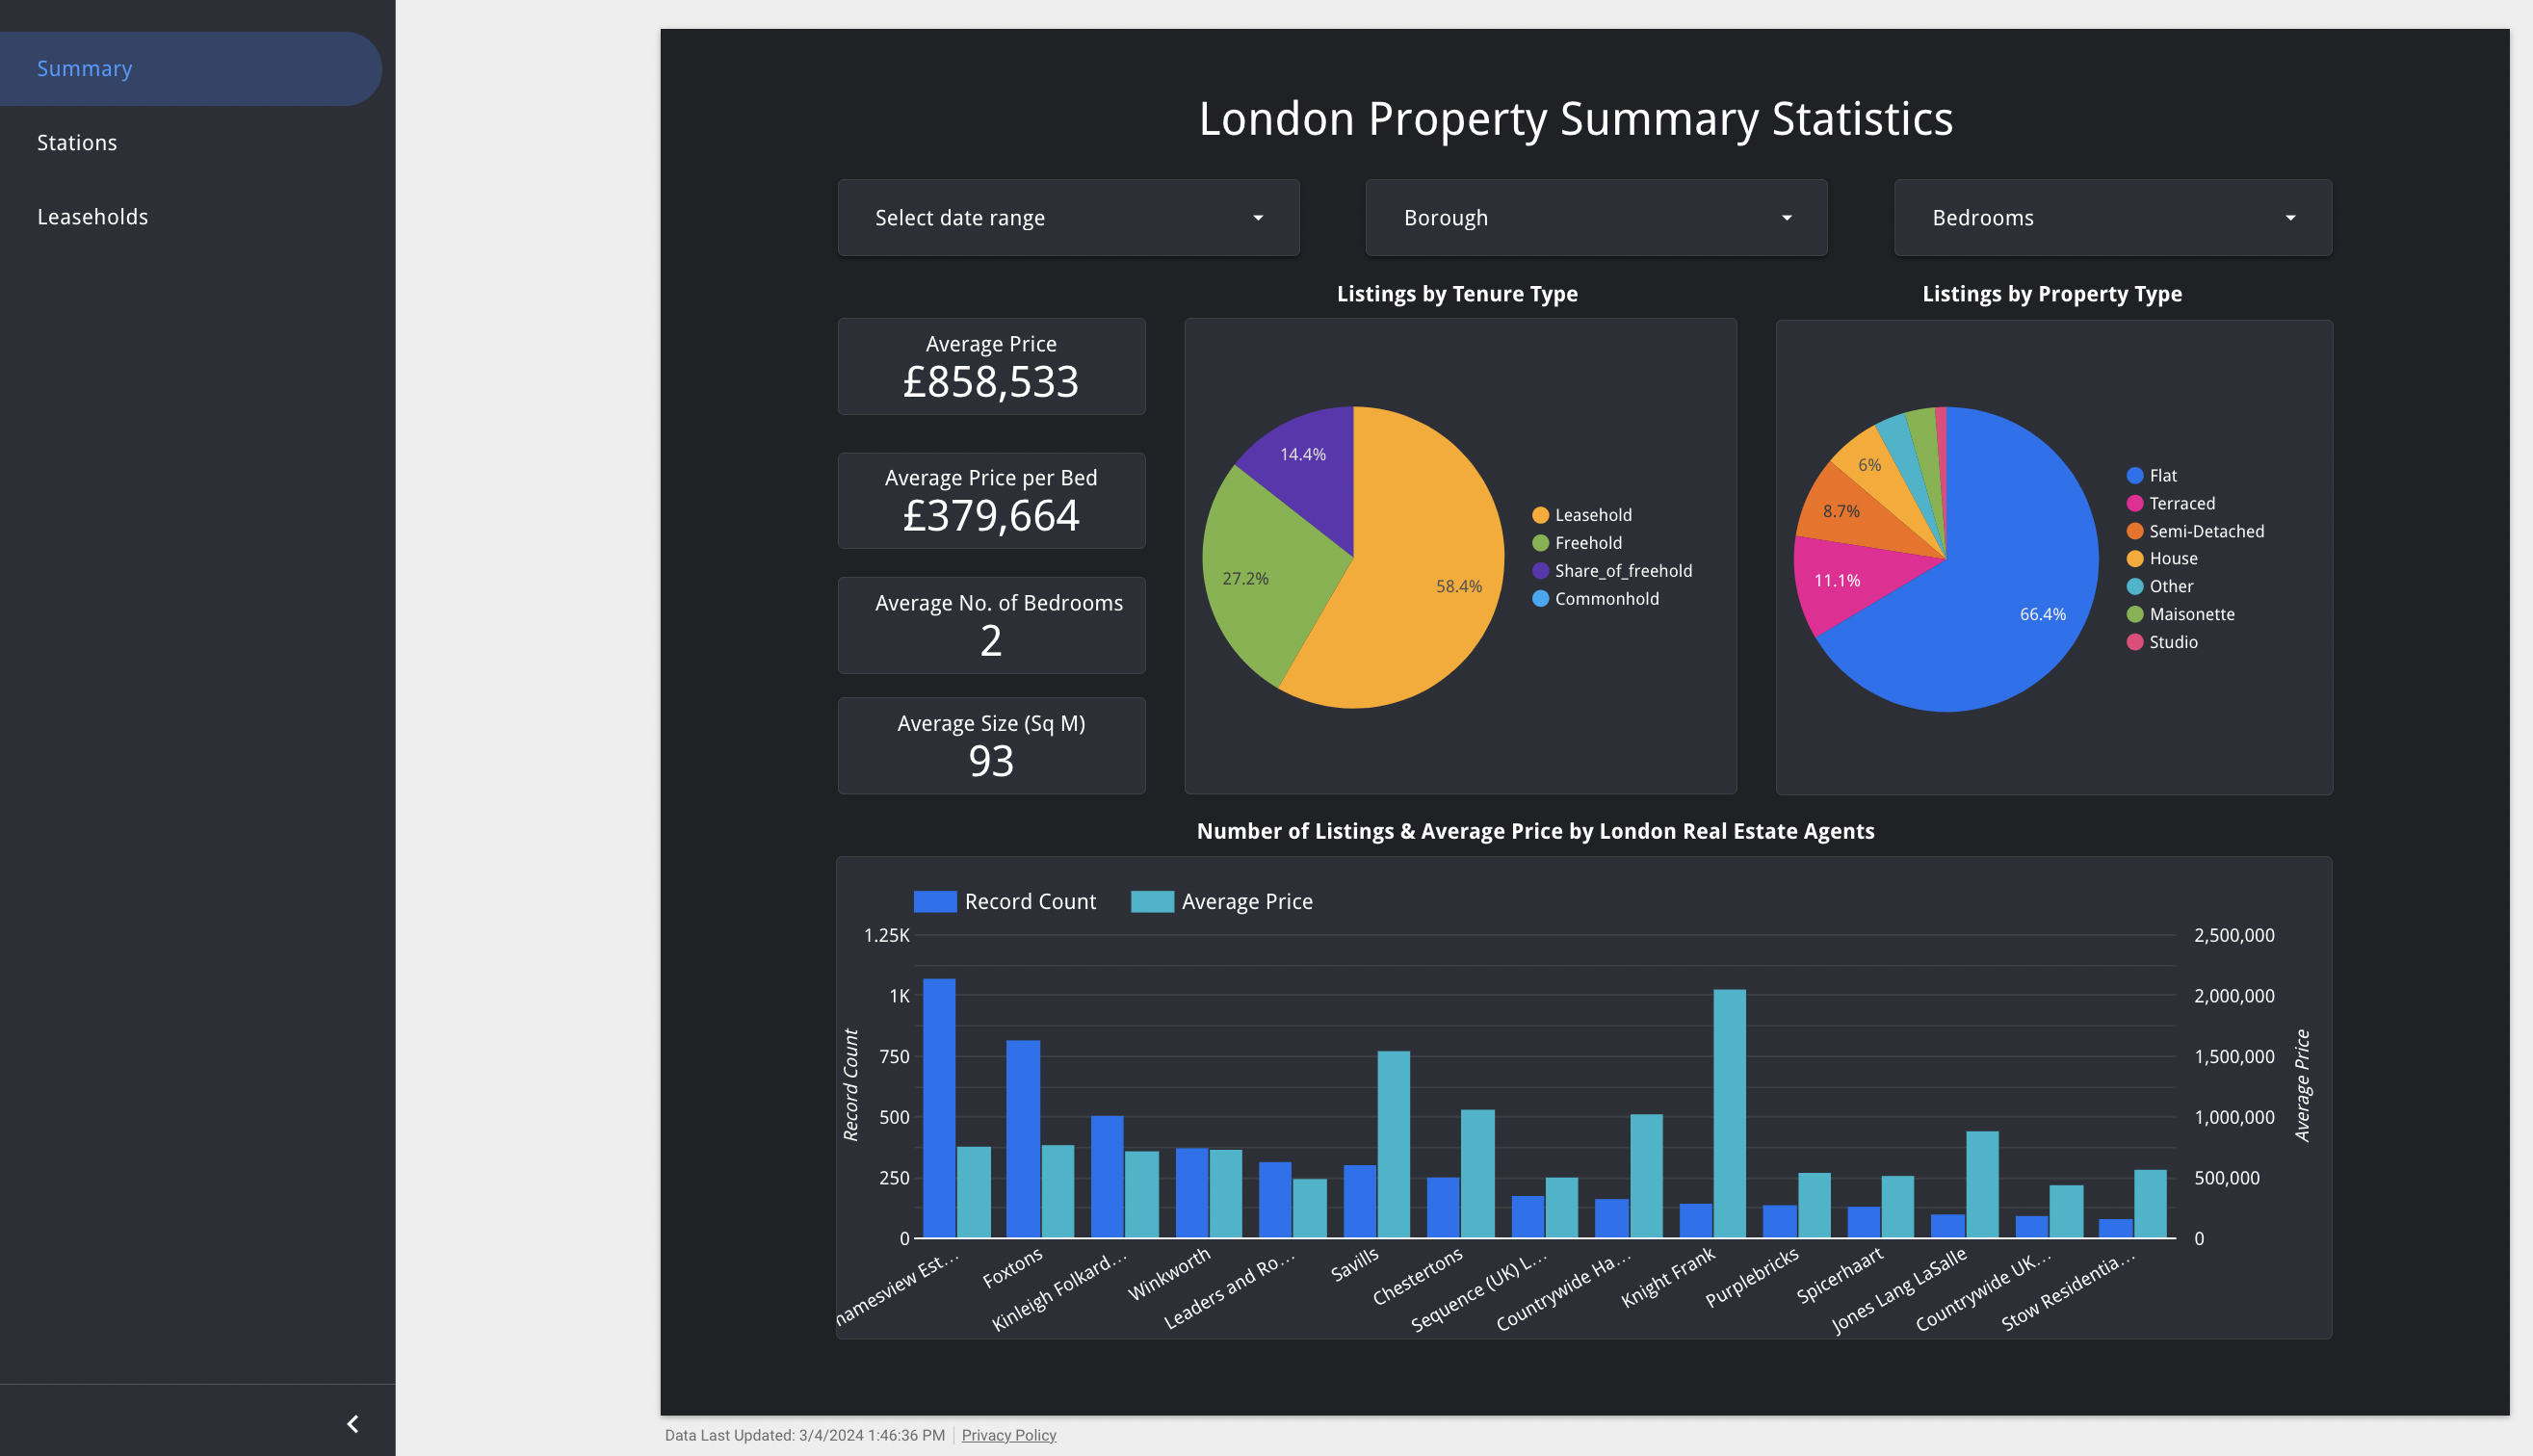 Summary
Stations
Leaseholds
London Property Summary Statistics
Select date range
Borough
Bedrooms
Listings by Tenure Type
Listings by Property Type
Average Price
£858,533
Average Price per Bed
£379,664
Average No. of Bedrooms
2
Average Size (Sq M)
93
14.4%
27.2%
58.4%
Leasehold
Freehold
Share_of_freehold
Commonhold
6%
8.7%
11.1%
66.4%
Flat
Terraced
Semi-Detached
House
Other
Maisonette
Studio
Number of Listings & Average Price by London Real Estate Agents
Record Count
Average Price
1.25K
1K
750
500
250
0
Record Count
2,500,000
2,000,000
1,500,000
1,000,000
500,000
0
Average Price
namesview Est...
Foxtons
Kinleigh Folkard...
Winkworth
Leaders and Ro...
Savills
Chestertons
Sequence (UK) L...
Countrywide Ha...
Knight Frank
Purplebricks
Spicerhaart
Jones Lang LaSalle
Countrywide UK...
Stow Residentia...
Data Last Updated: 3/4/2024 1:46:36 PM
Privacy Policy